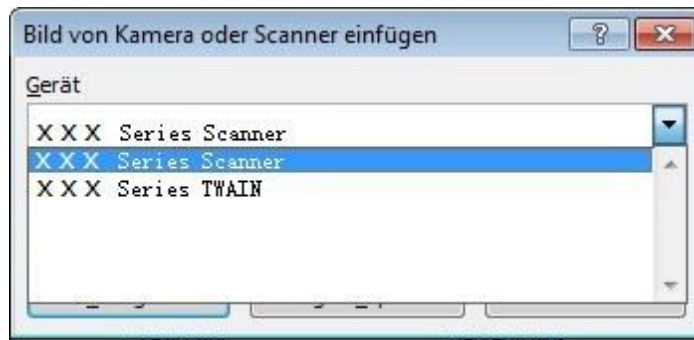 Bild von Kamera oder Scanner einfügen
Gerät
X X X Series Scanner
X X X Series Scanner
X X X Series TWAIN